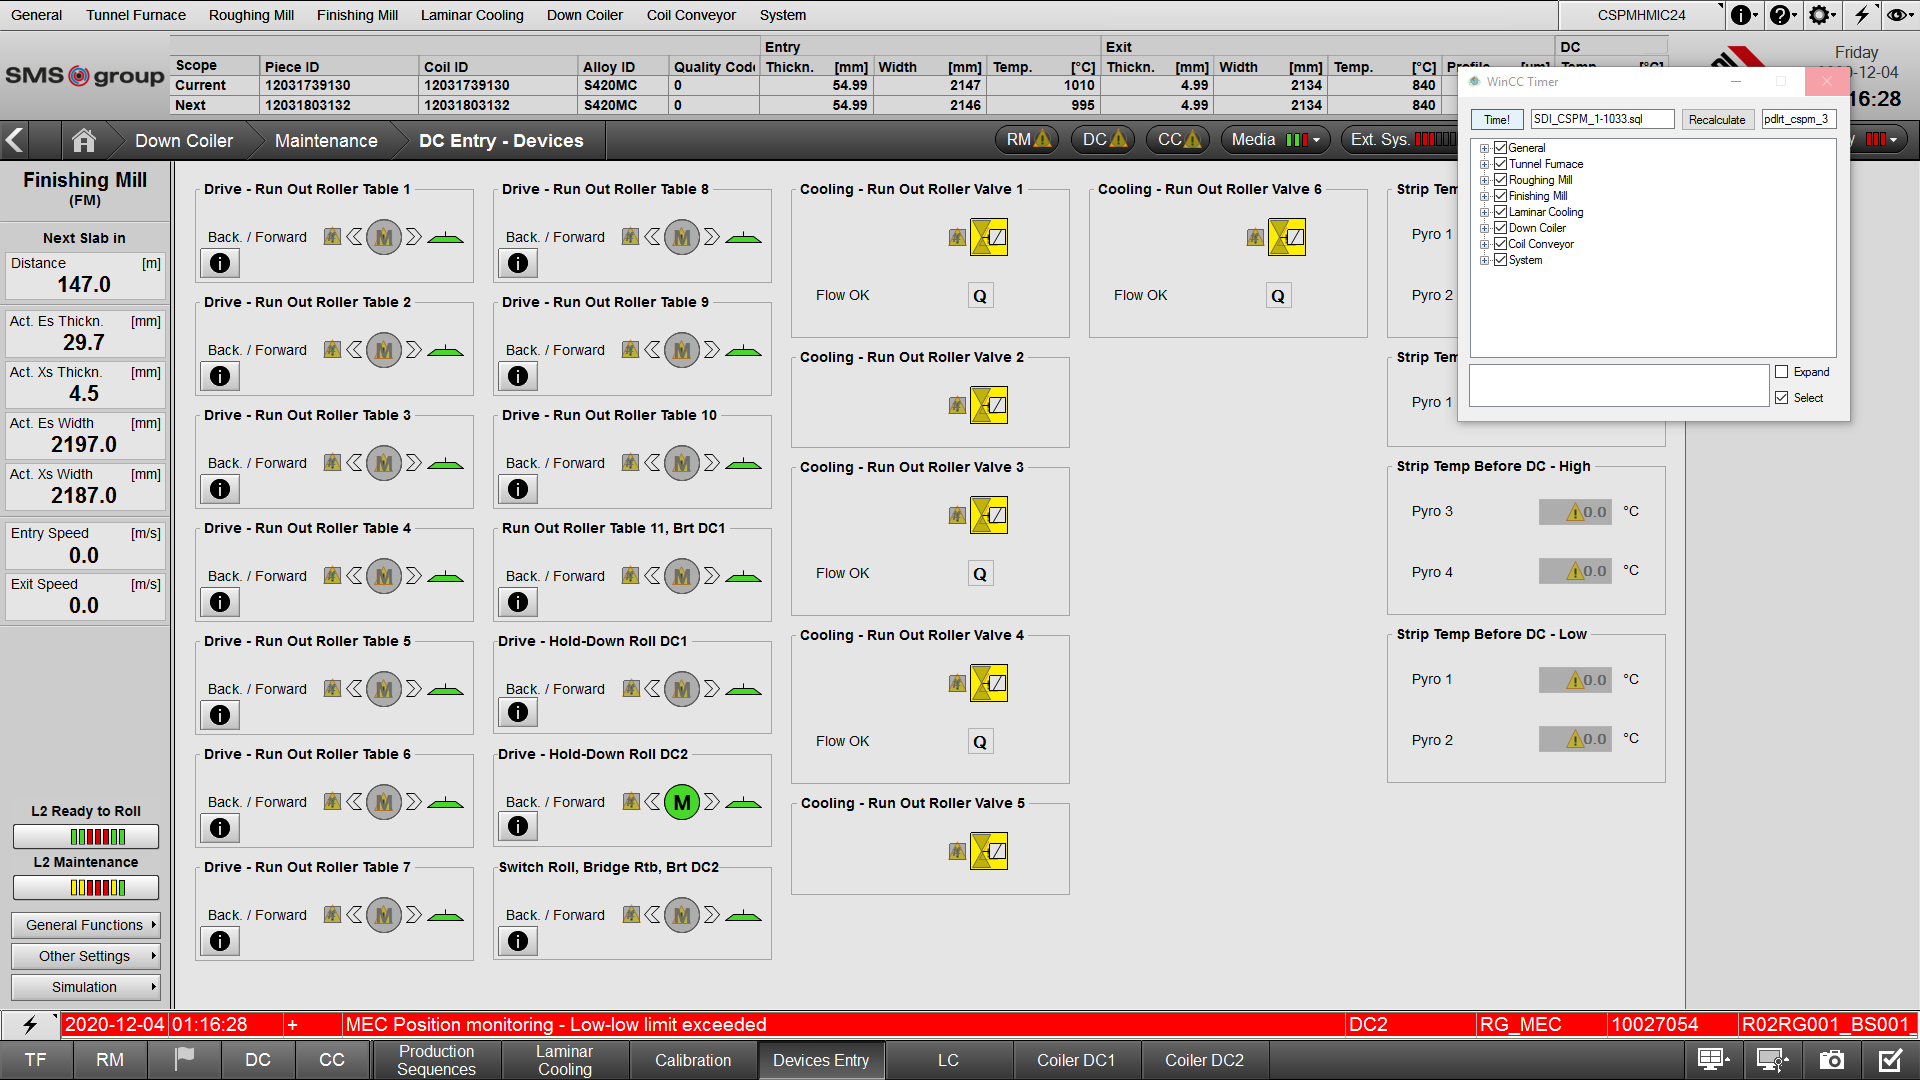 General Tunnel Furnace Roughing Mill Finishing Mill Laminar Cooling Down Coiler Coil Conveyor System CSPMHMIC24
SMS group
Entry Exit DC
Scope Piece ID Coil ID Alloy ID Quality Code Thickn. [mm] Width [mm] Temp. [°C] Thickn. [mm] Width [mm] Temp. [°C]
Current 12031739130 12031739130 S420MC 0 54.99 2147 1010 4.99 2134 840
Next 12031803132 12031803132 S420MC 0 54.99 2146 995 4.99 2134 840
Friday
-12-04
16:28
Down Coiler Maintenance DC Entry - Devices RM DC CC Media Ext. Sys.
WinCC Timer
Time! SDI_CSPM_1-1033.sql Recalculate pdlrt_cspm_3
General
Tunnel Furnace
Roughing Mill
Finishing Mill
Laminar Cooling
Down Coiler
Coil Conveyor
System
Expand
Select
Finishing Mill
(FM)
Next Slab in
Distance [m]
147.0
Act. Es Thickn. [mm]
29.7
Act. Xs Thickn. [mm]
4.5
Act. Es Width [mm]
2197.0
Act. Xs Width [mm]
2187.0
Entry Speed [m/s]
0.0
Exit Speed [m/s]
0.0
L2 Ready to Roll
L2 Maintenance
General Functions
Other Settings
Simulation
Drive - Run Out Roller Table 1
Back. / Forward M
Drive - Run Out Roller Table 2
Back. / Forward M
Drive - Run Out Roller Table 3
Back. / Forward M
Drive - Run Out Roller Table 4
Back. / Forward M
Drive - Run Out Roller Table 5
Back. / Forward M
Drive - Run Out Roller Table 6
Back. / Forward M
Drive - Run Out Roller Table 7
Back. / Forward M
Drive - Run Out Roller Table 8
Back. / Forward M
Drive - Run Out Roller Table 9
Back. / Forward M
Drive - Run Out Roller Table 10
Back. / Forward M
Run Out Roller Table 11, Brt DC1
Back. / Forward M
Drive - Hold-Down Roll DC1
Back. / Forward M
Drive - Hold-Down Roll DC2
Back. / Forward M
Switch Roll, Bridge Rtb, Brt DC2
Back. / Forward M
Cooling - Run Out Roller Valve 1
Flow OK Q
Cooling - Run Out Roller Valve 2
Cooling - Run Out Roller Valve 3
Flow OK Q
Cooling - Run Out Roller Valve 4
Flow OK Q
Cooling - Run Out Roller Valve 5
Cooling - Run Out Roller Valve 6
Flow OK Q
Strip Tem
Pyro 1
Pyro 2
Strip Tem
Pyro 1
Strip Temp Before DC - High
Pyro 3 0.0 °C
Pyro 4 0.0 °C
Strip Temp Before DC - Low
Pyro 1 0.0 °C
Pyro 2 0.0 °C
2020-12-04 01:16:28 + MEC Position monitoring - Low-low limit exceeded DC2 RG_MEC 10027054 R02RG001_BS001_
TF RM DC CC Production Sequences Laminar Cooling Calibration Devices Entry LC Coiler DC1 Coiler DC2